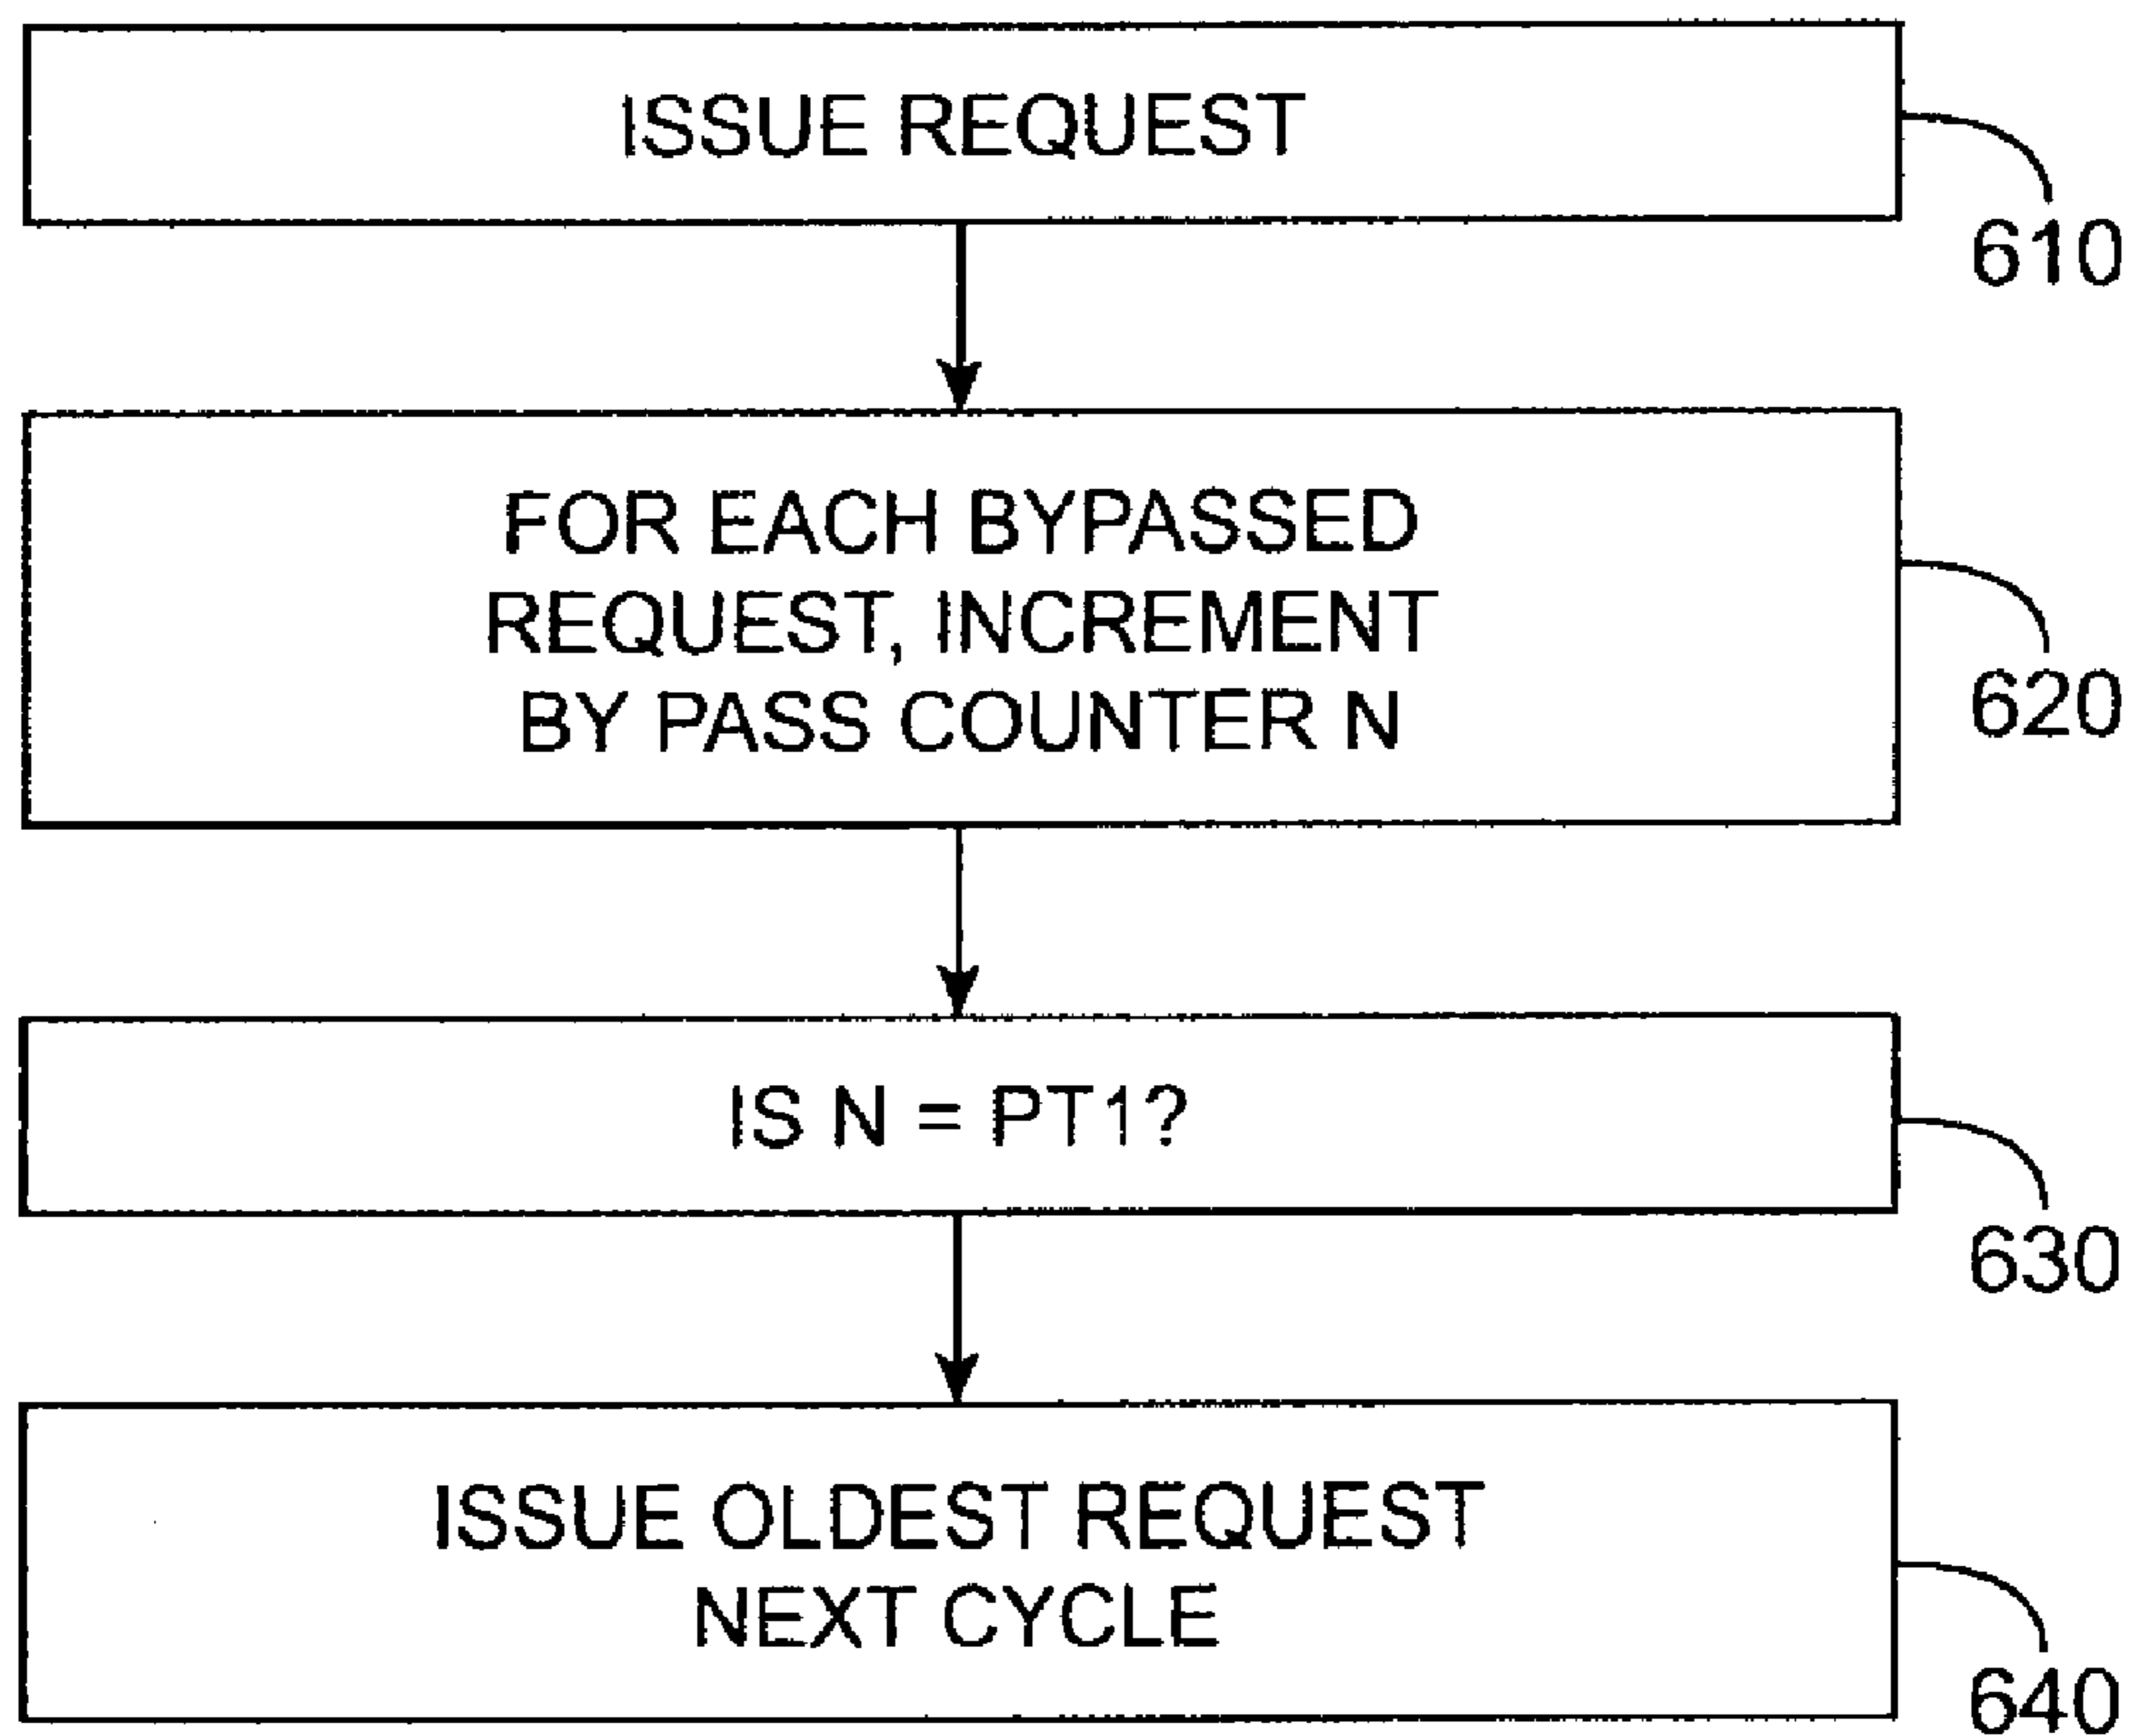 ISSUE REQUEST
610
FOR EACH BYPASSED
REQUEST, INCREMENT
BY PASS COUNTER N
620
IS N = PT1?
630
ISSUE OLDEST REQUEST
NEXT CYCLE
640